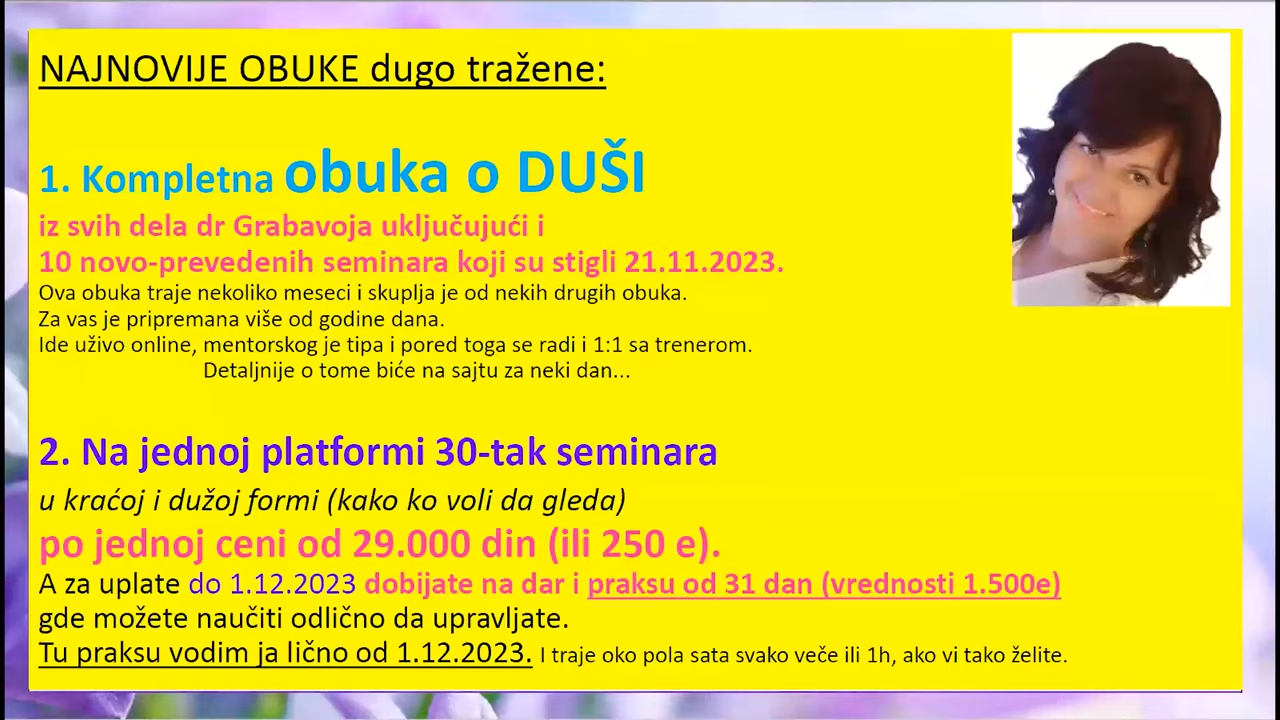 NAJNOVIJE OBUKE dugo tražene:
1. Kompletna obuka o DUŠI
iz svih dela dr Grabavoja uključujući i
10 novo-prevedenih seminara koji su stigli 21.11.2023.
Ova obuka traje nekoliko meseci i skuplja je od nekih drugih obuka.
Za vas je pripremana više od godine dana.
Ide uživo online, mentorskog je tipa i pored toga se radi i 1:1 sa trenerom.
Detaljnije o tome biće na sajtu za neki dan...
2. Na jednoj platformi 30-tak seminara
u kraćoj i dužoj formi (kako ko voli da gleda)
po jednoj ceni od 29.000 din (ili 250 e).
A za uplate do 1.12.2023 dobijate na dar i praksu od 31 dan (vrednosti 1.500e)
gde možete naučiti odlično da upravljate.
Tu praksu vodim ja lično od 1.12.2023. I traje oko pola sata svako veče ili 1h, ako vi tako želite.